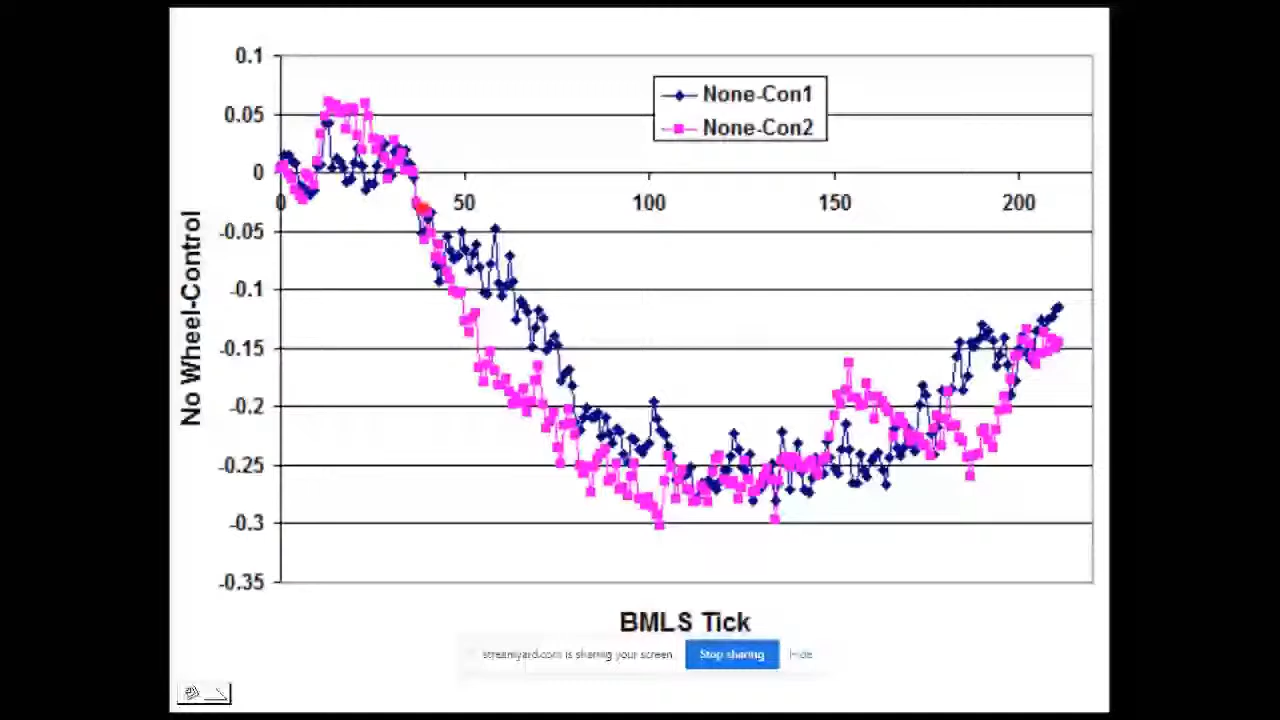 0.1
None-Con1
0.05
None-Con2
0
0 50 100 150 200
-0.05
No Wheel-Control
-0.1
-0.15
-0.2
-0.25
-0.3
-0.35
BMLS Tick
streamyard.com is sharing your screen. Stop sharing Hide